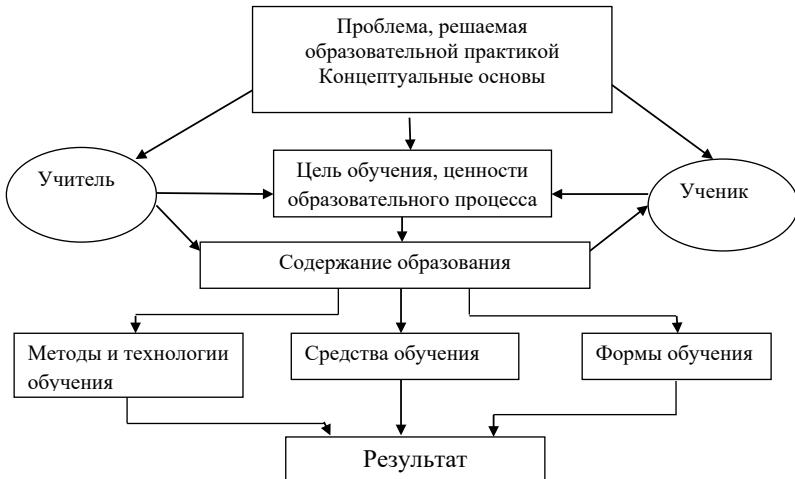 Проблема, решаемая
образовательной практикой
Концептуальные основы
Учитель
Цель обучения, ценности
образовательного процесса
Ученик
Содержание образования
Методы и технологии
обучения
Средства обучения
Формы обучения
Результат